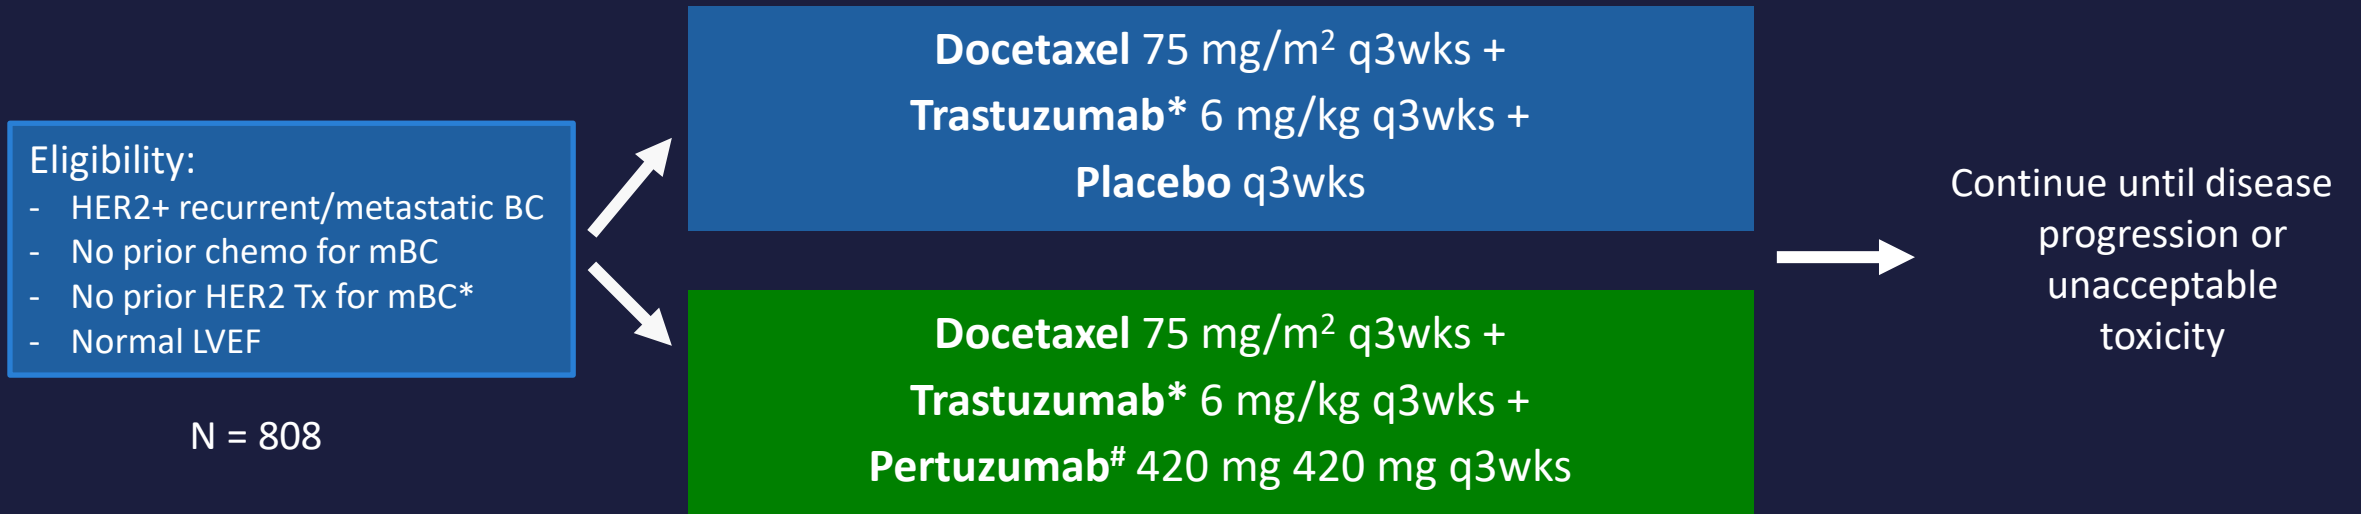 Eligibility:
- HER2+ recurrent/metastatic BC
- No prior chemo for mBC
- No prior HER2 Tx for mBC*
- Normal LVEF
N = 808
Docetaxel 75 mg/m² q3wks +
Trastuzumab* 6 mg/kg q3wks +
Placebo q3wks
Docetaxel 75 mg/m² q3wks +
Trastuzumab* 6 mg/kg q3wks +
Pertuzumab# 420 mg 420 mg q3wks
Continue until disease
progression or
unacceptable
toxicity